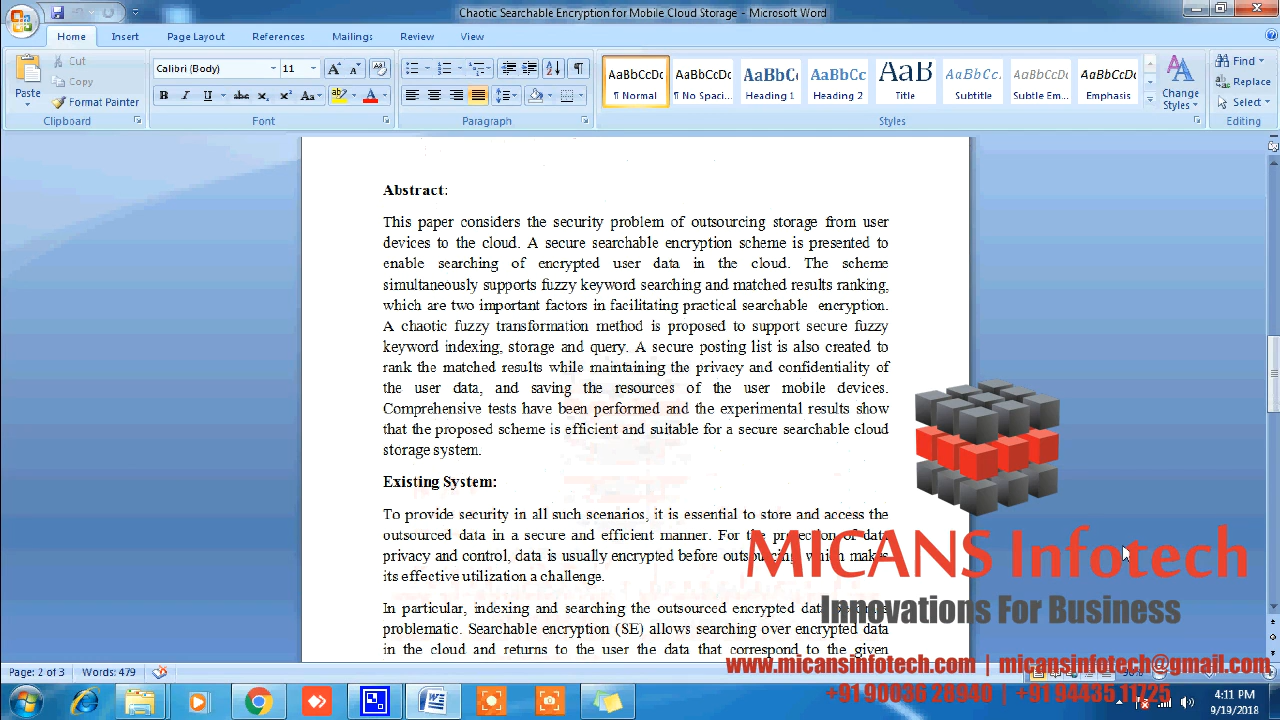 Chaotic Searchable Encryption for Mobile Cloud Storage - Microsoft Word
Home Insert Page Layout References Mailings Review View
Paste
Cut
Copy
Format Painter
Clipboard
Calibri (Body) 11
Font
Paragraph
AaBbCcDc AaBbCcDc AaBbC AaBbCc AaB AaBbCc. AaBbCcDc AaBbCcDc
¶ Normal ¶ No Spaci... Heading 1 Heading 2 Title Subtitle Subtle Em... Emphasis
Change Styles
Styles
Find
Replace
Select
Editing
Abstract:
This paper considers the security problem of outsourcing storage from user
devices to the cloud. A secure searchable encryption scheme is presented to
enable searching of encrypted user data in the cloud. The scheme
simultaneously supports fuzzy keyword searching and matched results ranking,
which are two important factors in facilitating practical searchable encryption.
A chaotic fuzzy transformation method is proposed to support secure fuzzy
keyword indexing, storage and query. A secure posting list is also created to
rank the matched results while maintaining the privacy and confidentiality of
the user data, and saving the resources of the user mobile devices.
Comprehensive tests have been performed and the experimental results show
that the proposed scheme is efficient and suitable for a secure searchable cloud
storage system.
Existing System:
To provide security in all such scenarios, it is essential to store and access the
outsourced data in a secure and efficient manner. For the protection of data
privacy and control, data is usually encrypted before outsourcing, which makes
its effective utilization a challenge.
In particular, indexing and searching the outsourced encrypted data
problematic. Searchable encryption (SE) allows searching over encrypted data
in the cloud and returns to the user the data that correspond to the given
MICANS Infotech
Innovations For Business
www.micansinfotech.com | micansinfotech@gmail.com
+91 90036 28940 | +91 94435 11725
Page: 2 of 3 Words: 479
4:11 PM
9/19/2018